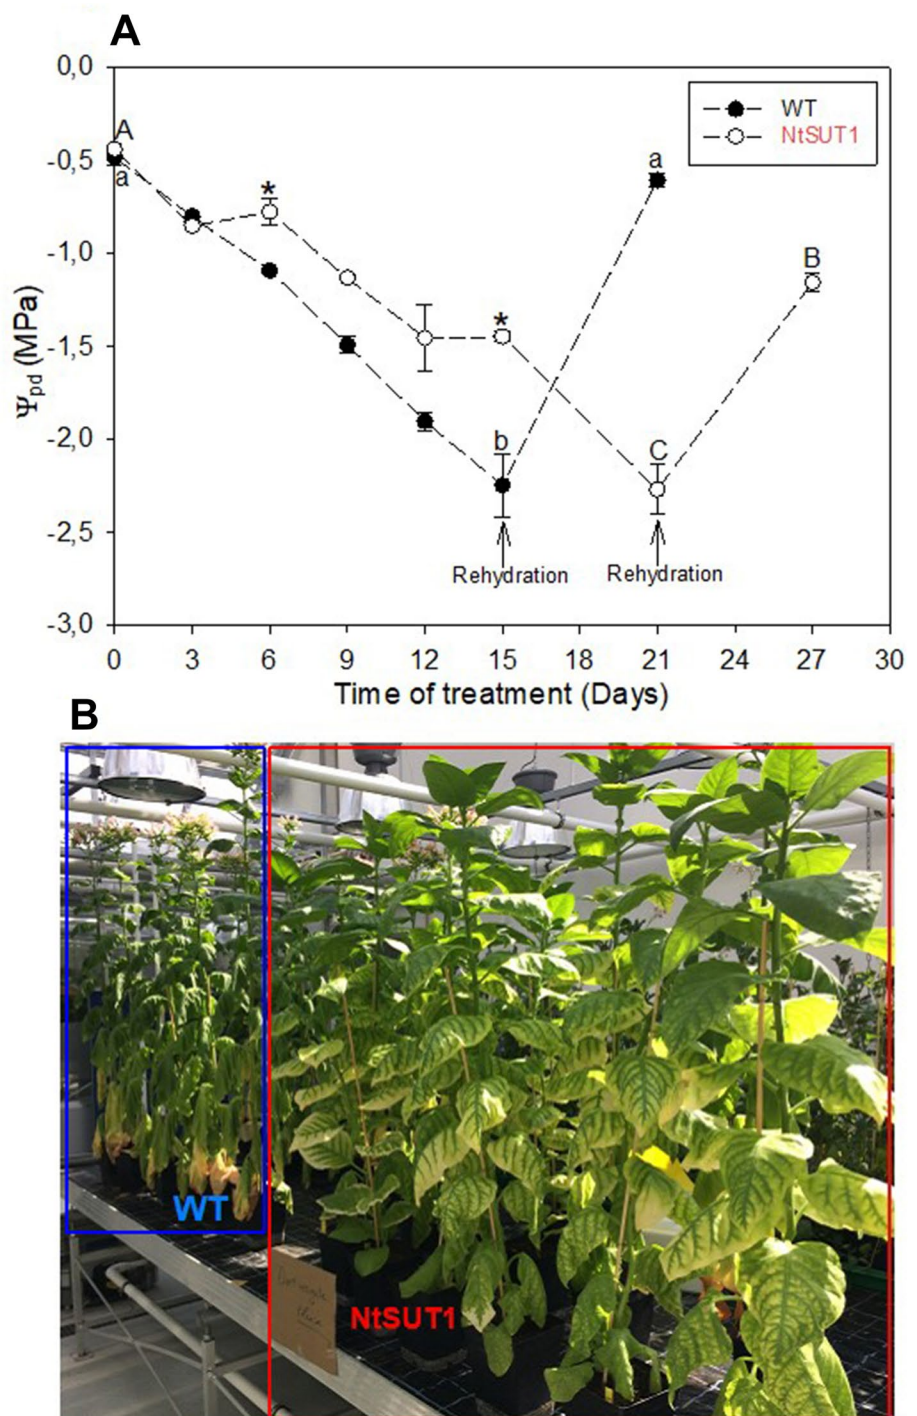 A
0,0
-0,5
-1,0
-1,5
-2,0
-2,5
-3,0
Ψpd (MPa)
WT
NtSUT1
A
a
*
*
a
B
b
C
Rehydration
Rehydration
0 3 6 9 12 15 18 21 24 27 30
Time of treatment (Days)
B
WT
NtSUT1